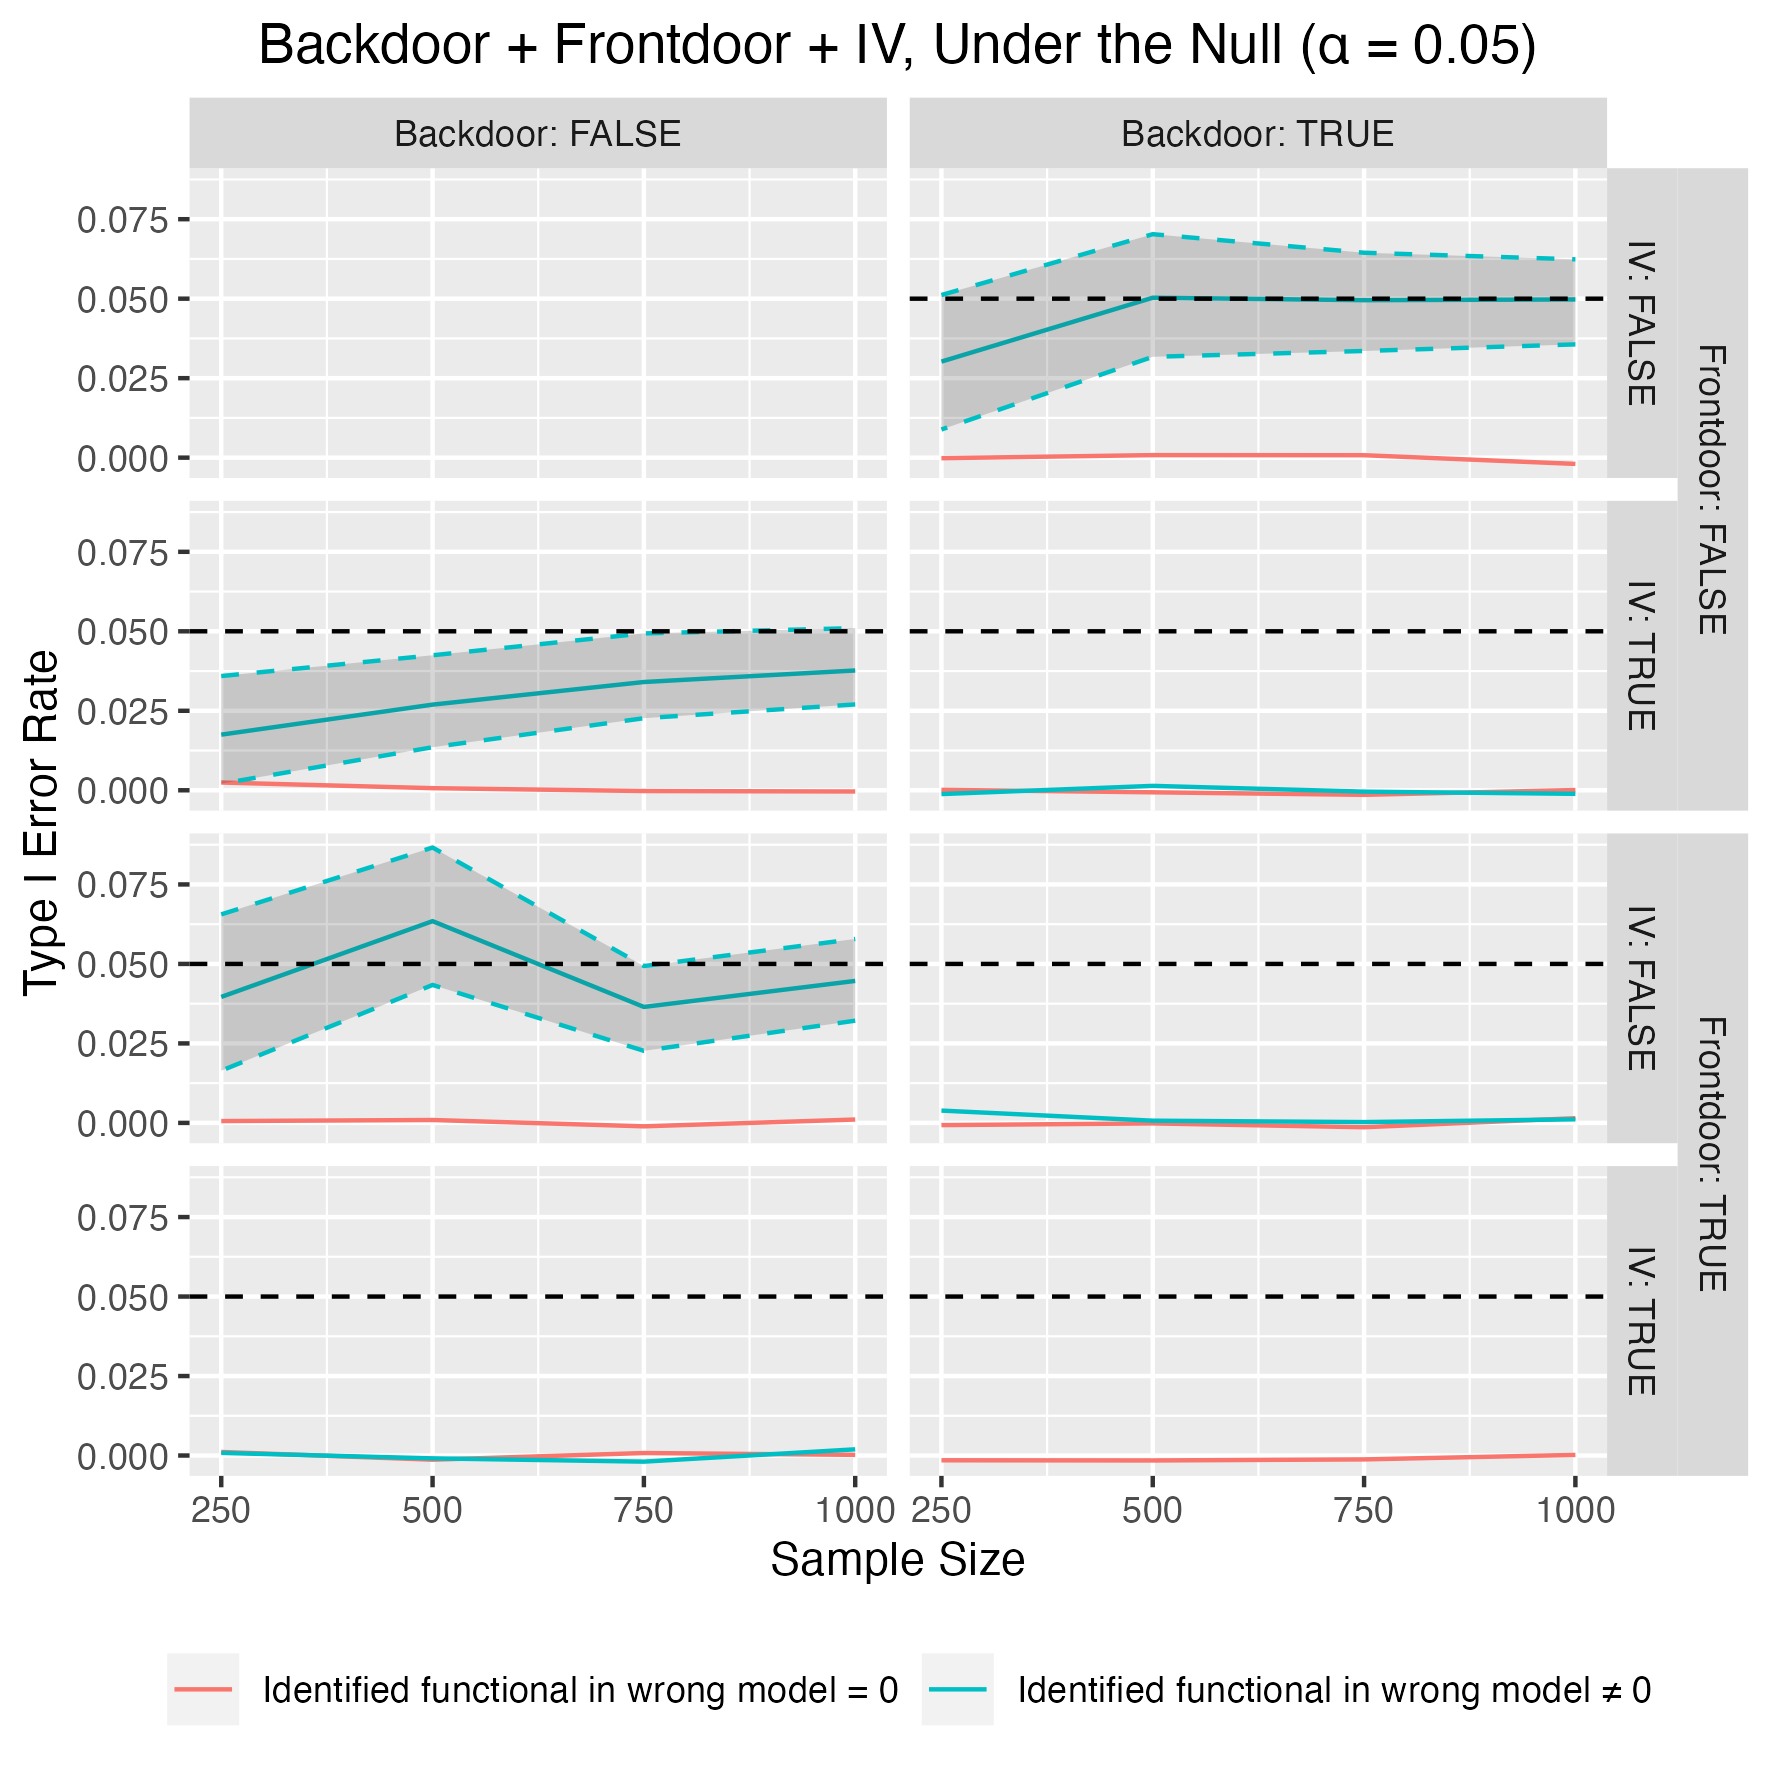 Backdoor + Frontdoor + IV, Under the Null (α = 0.05)
Backdoor: FALSE
Backdoor: TRUE
Type I Error Rate
0.075
0.050
0.025
0.000
IV: FALSE
Frontdoor: FALSE
0.075
0.050
0.025
0.000
IV: TRUE
0.075
0.050
0.025
0.000
IV: FALSE
Frontdoor: TRUE
0.075
0.050
0.025
0.000
IV: TRUE
250 500 750 1000 250 500 750 1000
Sample Size
Identified functional in wrong model = 0
Identified functional in wrong model ≠ 0